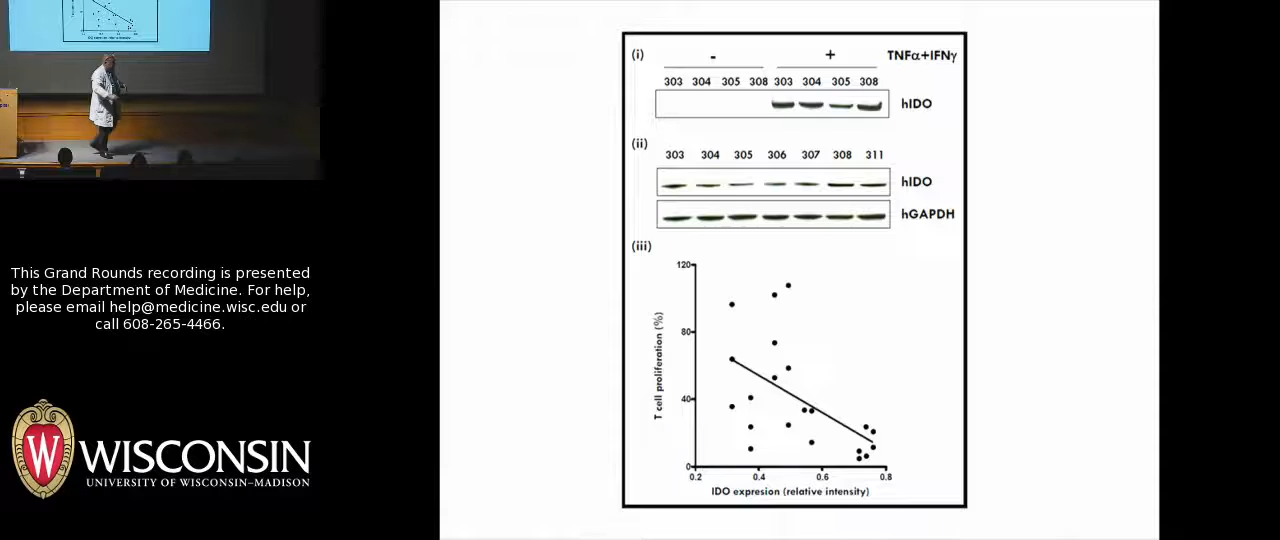 (i) - + TNFα+IFNγ
303 304 305 308 303 304 305 308
hIDO
(ii)
303 304 305 306 307 308 311
hIDO
hGAPDH
(iii)
120
80
40
0
T cell proliferation (%)
0.2 0.4 0.6 0.8
IDO expresion (relative intensity)
This Grand Rounds recording is presented
by the Department of Medicine. For help,
please email help@medicine.wisc.edu or
call 608-265-4466.
W
WISCONSIN
UNIVERSITY OF WISCONSIN–MADISON